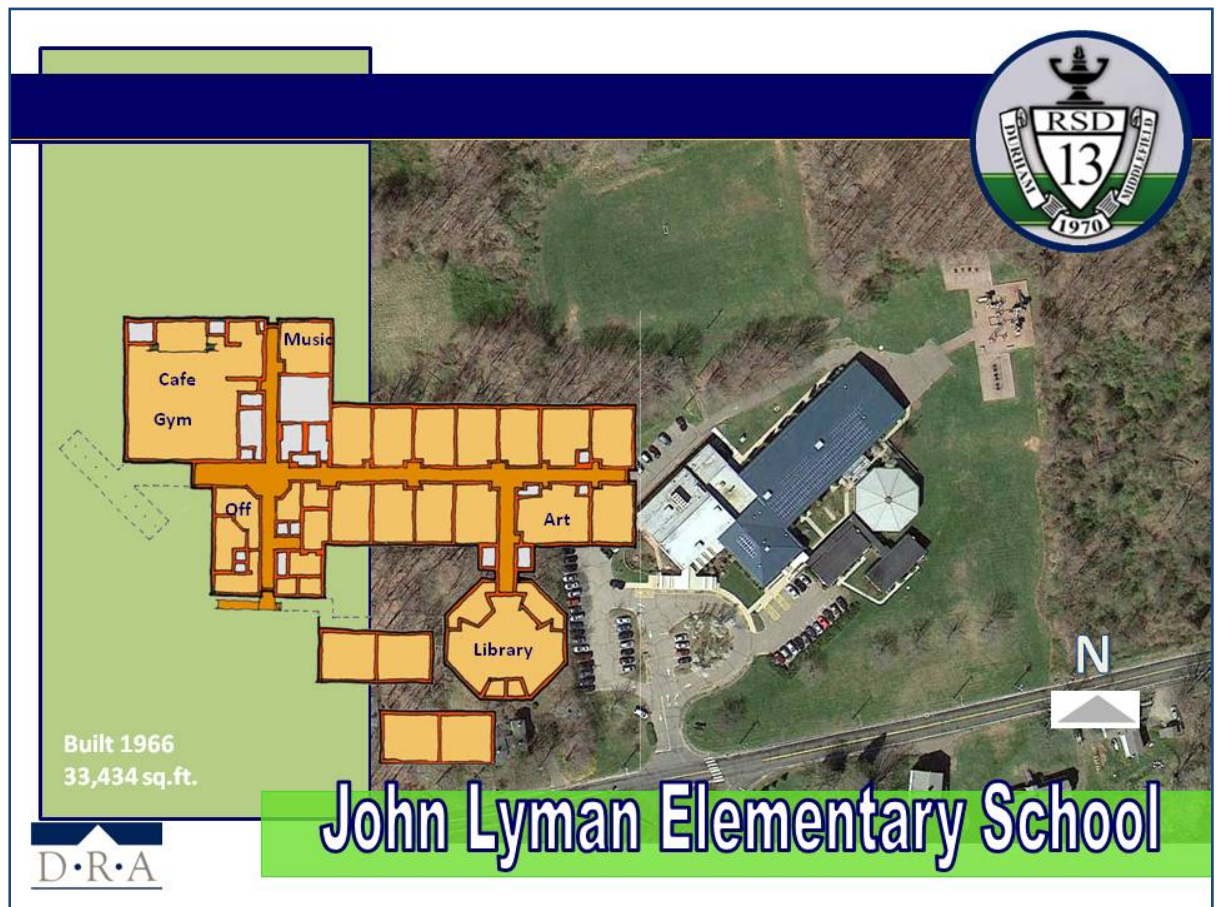 RSD
13
DURHAM
MIDDLEFIELD
1970
Music
Cafe
Gym
Off
Art
Library
N
Built 1966
33,434 sq.ft.
John Lyman Elementary School
D·R·A